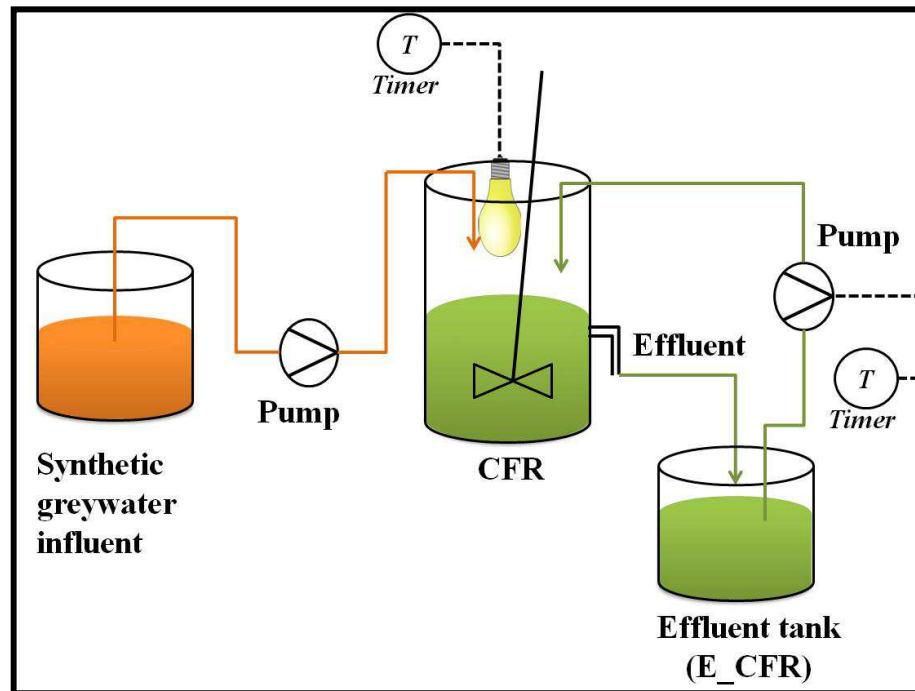 T
Timer
Pump
Effluent
T
Timer
Pump
CFR
Synthetic
greywater
influent
Effluent tank
(E_CFR)